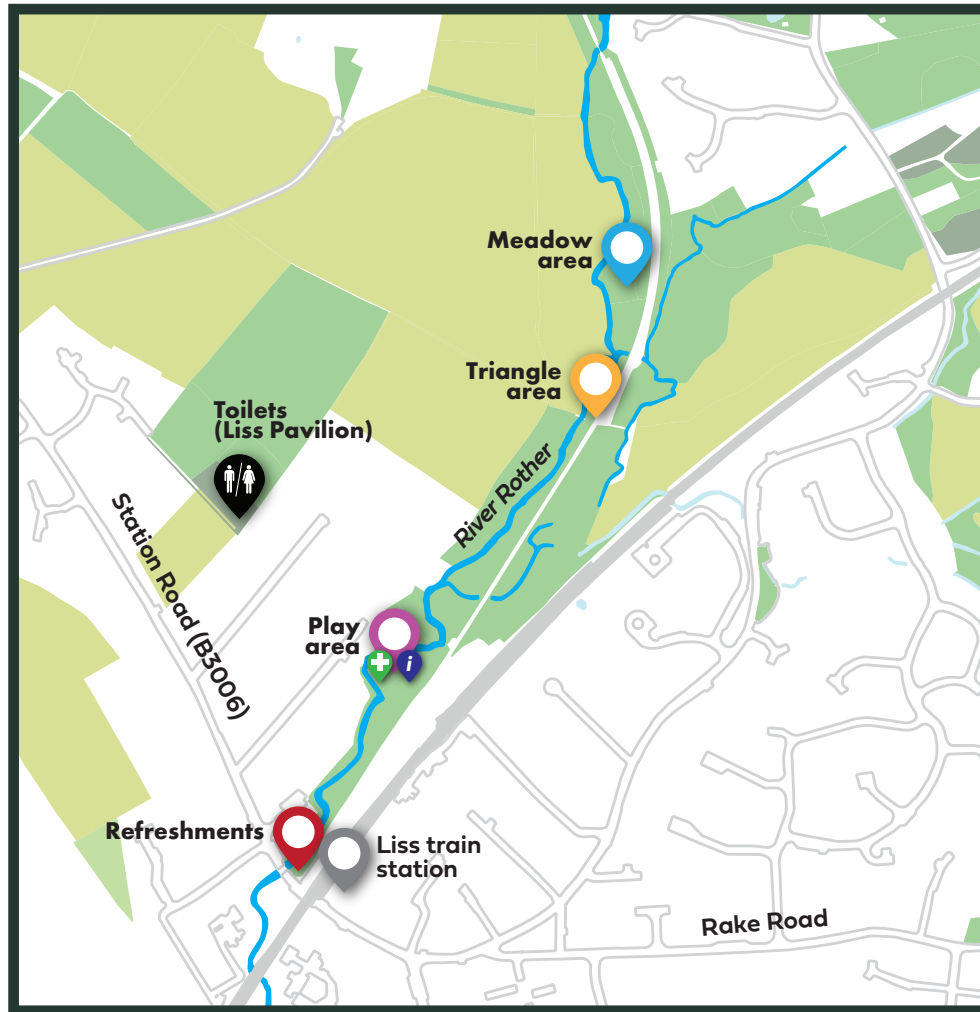 Meadow
area
Triangle
area
Toilets
(Liss Pavilion)
River Rother
Station Road (B3006)
Play
area
i
Refreshments
Liss train
station
Rake Road